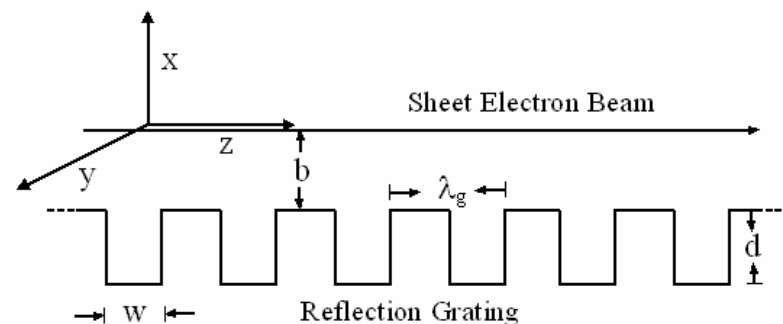 x
Sheet Electron Beam
z
y
b
λg
d
w
Reflection Grating